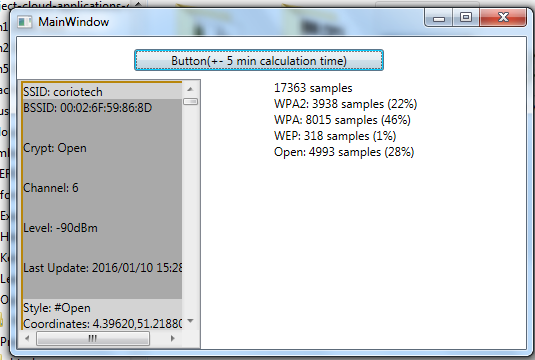 MainWindow
Button(+- 5 min calculation time)
SSID: coriotech
BSSID: 00:02:6F:59:86:8D
Crypt: Open
Channel: 6
Level: -90dBm
Last Update: 2016/01/10 15:28
Style: #Open
Coordinates: 4.39620,51.21880
17363 samples
WPA2: 3938 samples (22%)
WPA: 8015 samples (46%)
WEP: 318 samples (1%)
Open: 4993 samples (28%)